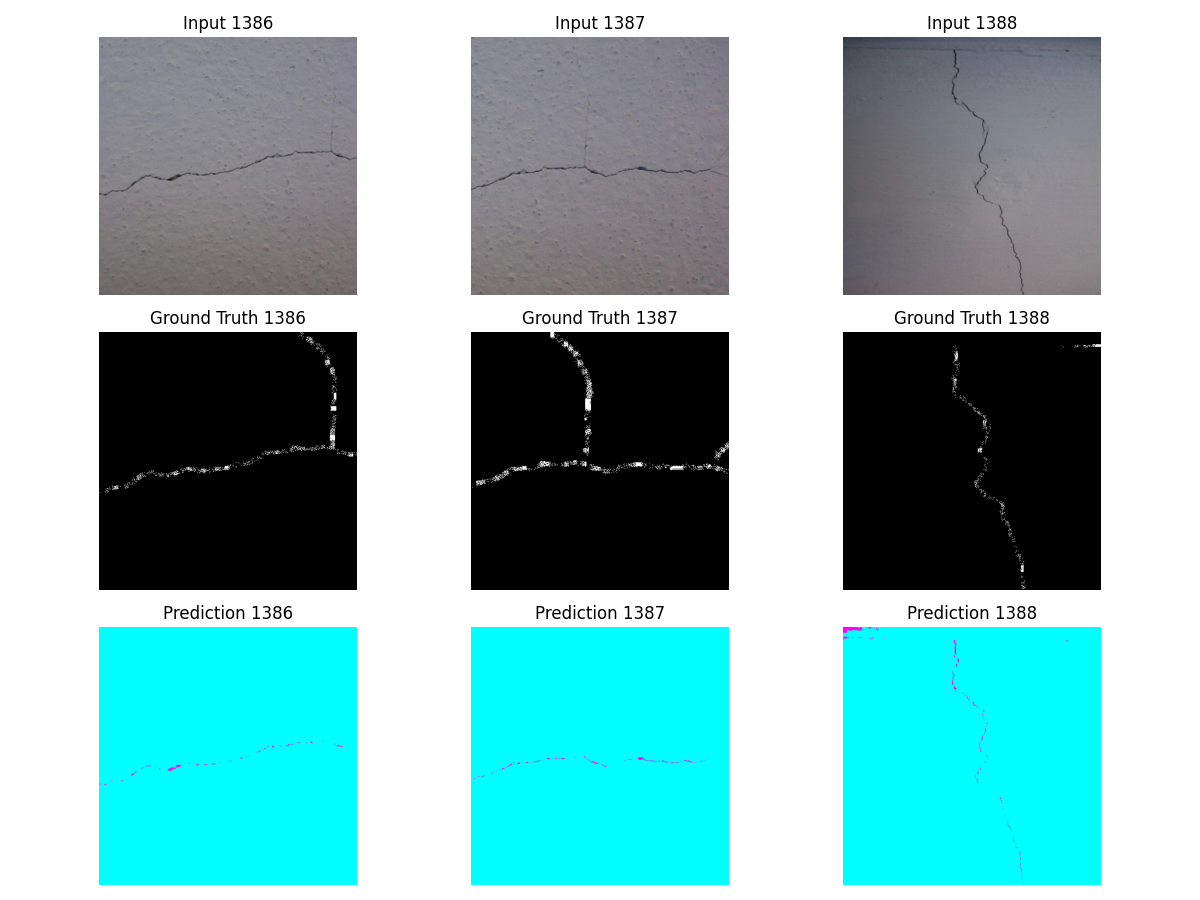 Input 1386
Input 1387
Input 1388
Ground Truth 1386
Ground Truth 1387
Ground Truth 1388
Prediction 1386
Prediction 1387
Prediction 1388